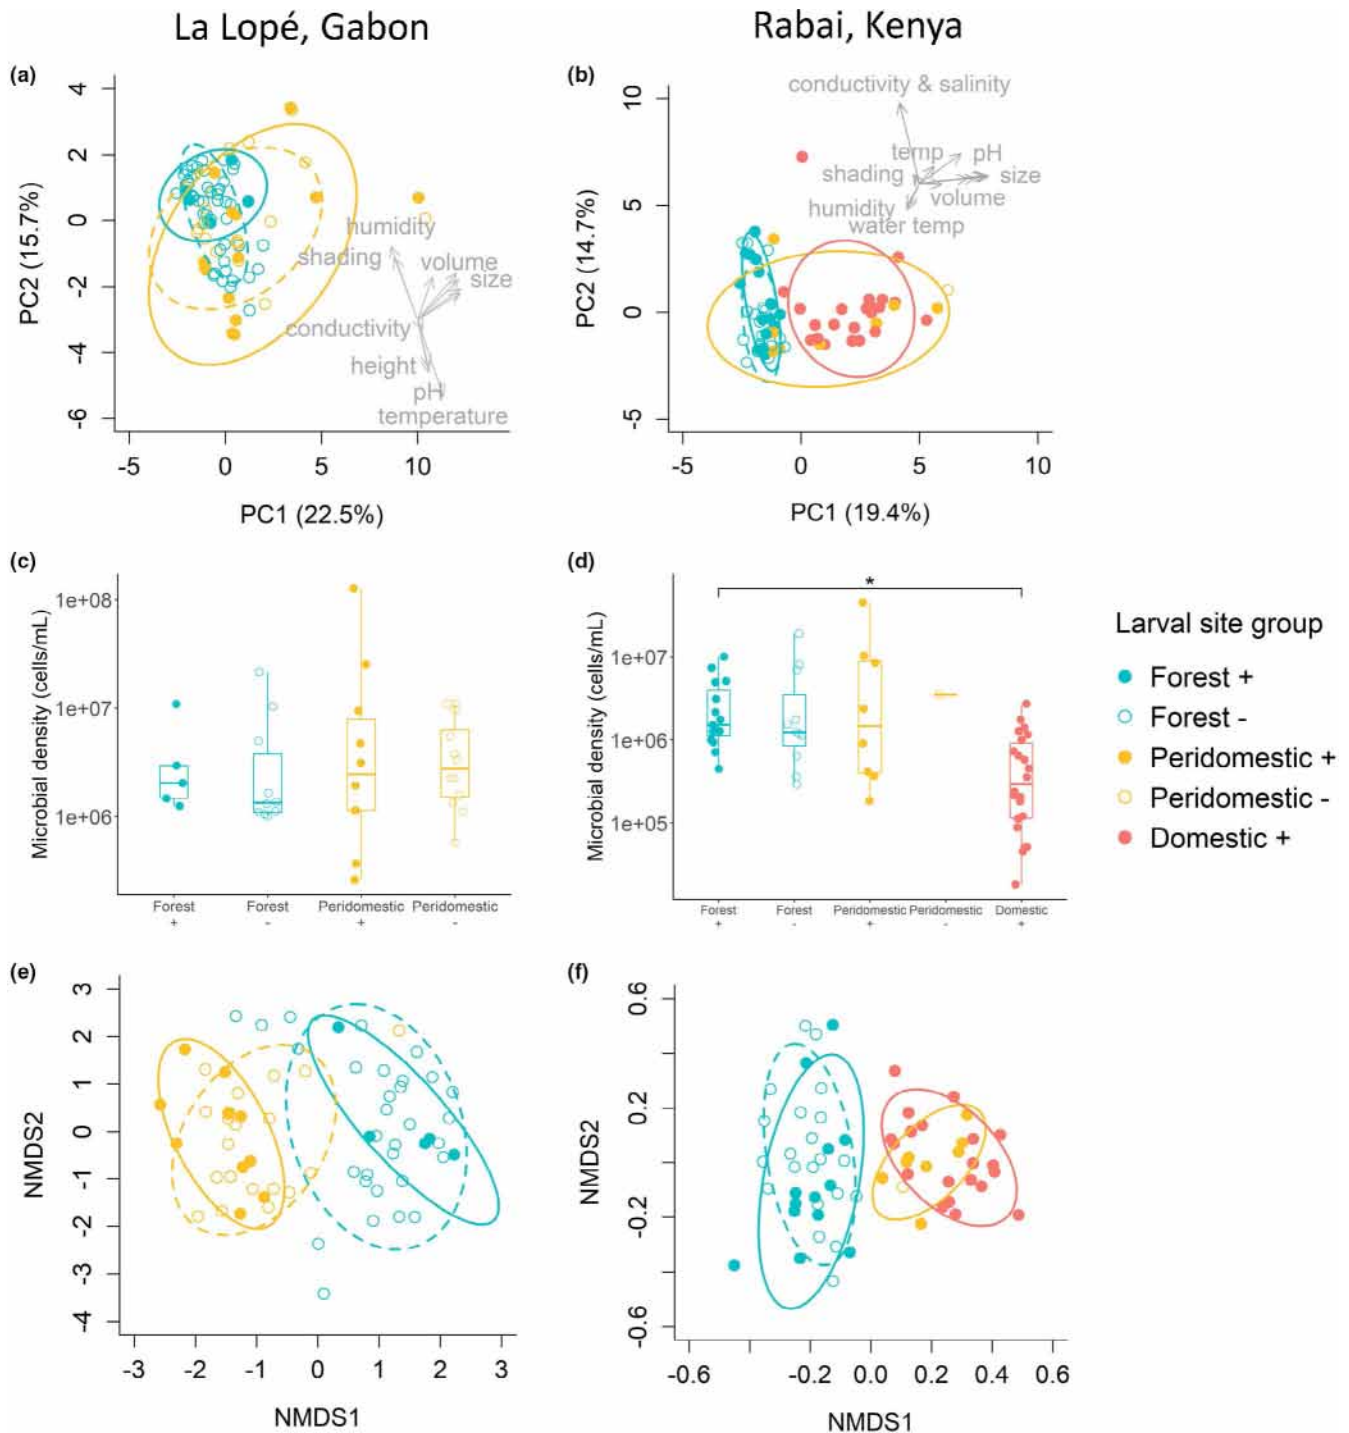 La Lopé, Gabon
Rabai, Kenya
(a)
4
2
0
-2
-4
-6
PC2 (15.7%)
humidity
shading
volume
size
conductivity
height
pH
temperature
-5 0 5 10
PC1 (22.5%)
(b)
10
5
0
-5
PC2 (14.7%)
conductivity & salinity
temp
pH
shading
size
volume
humidity
water temp
-5 0 5 10
PC1 (19.4%)
(c)
Microbial density (cells/mL)
1e+08
1e+07
1e+06
Forest Forest Peridomestic Peridomestic
+ - + -
(d)
*
Microbial density (cells/mL)
1e+07
1e+06
1e+05
Forest Forest Peridomestic Peridomestic Domestic
+ - + - +
Larval site group
Forest +
Forest -
Peridomestic +
Peridomestic -
Domestic +
(e)
3
2
1
0
-1
-2
-3
-4
NMDS2
-3 -2 -1 0 1 2 3
NMDS1
(f)
0.6
0.2
-0.2
-0.6
NMDS2
-0.6 -0.2 0.0 0.2 0.4 0.6
NMDS1